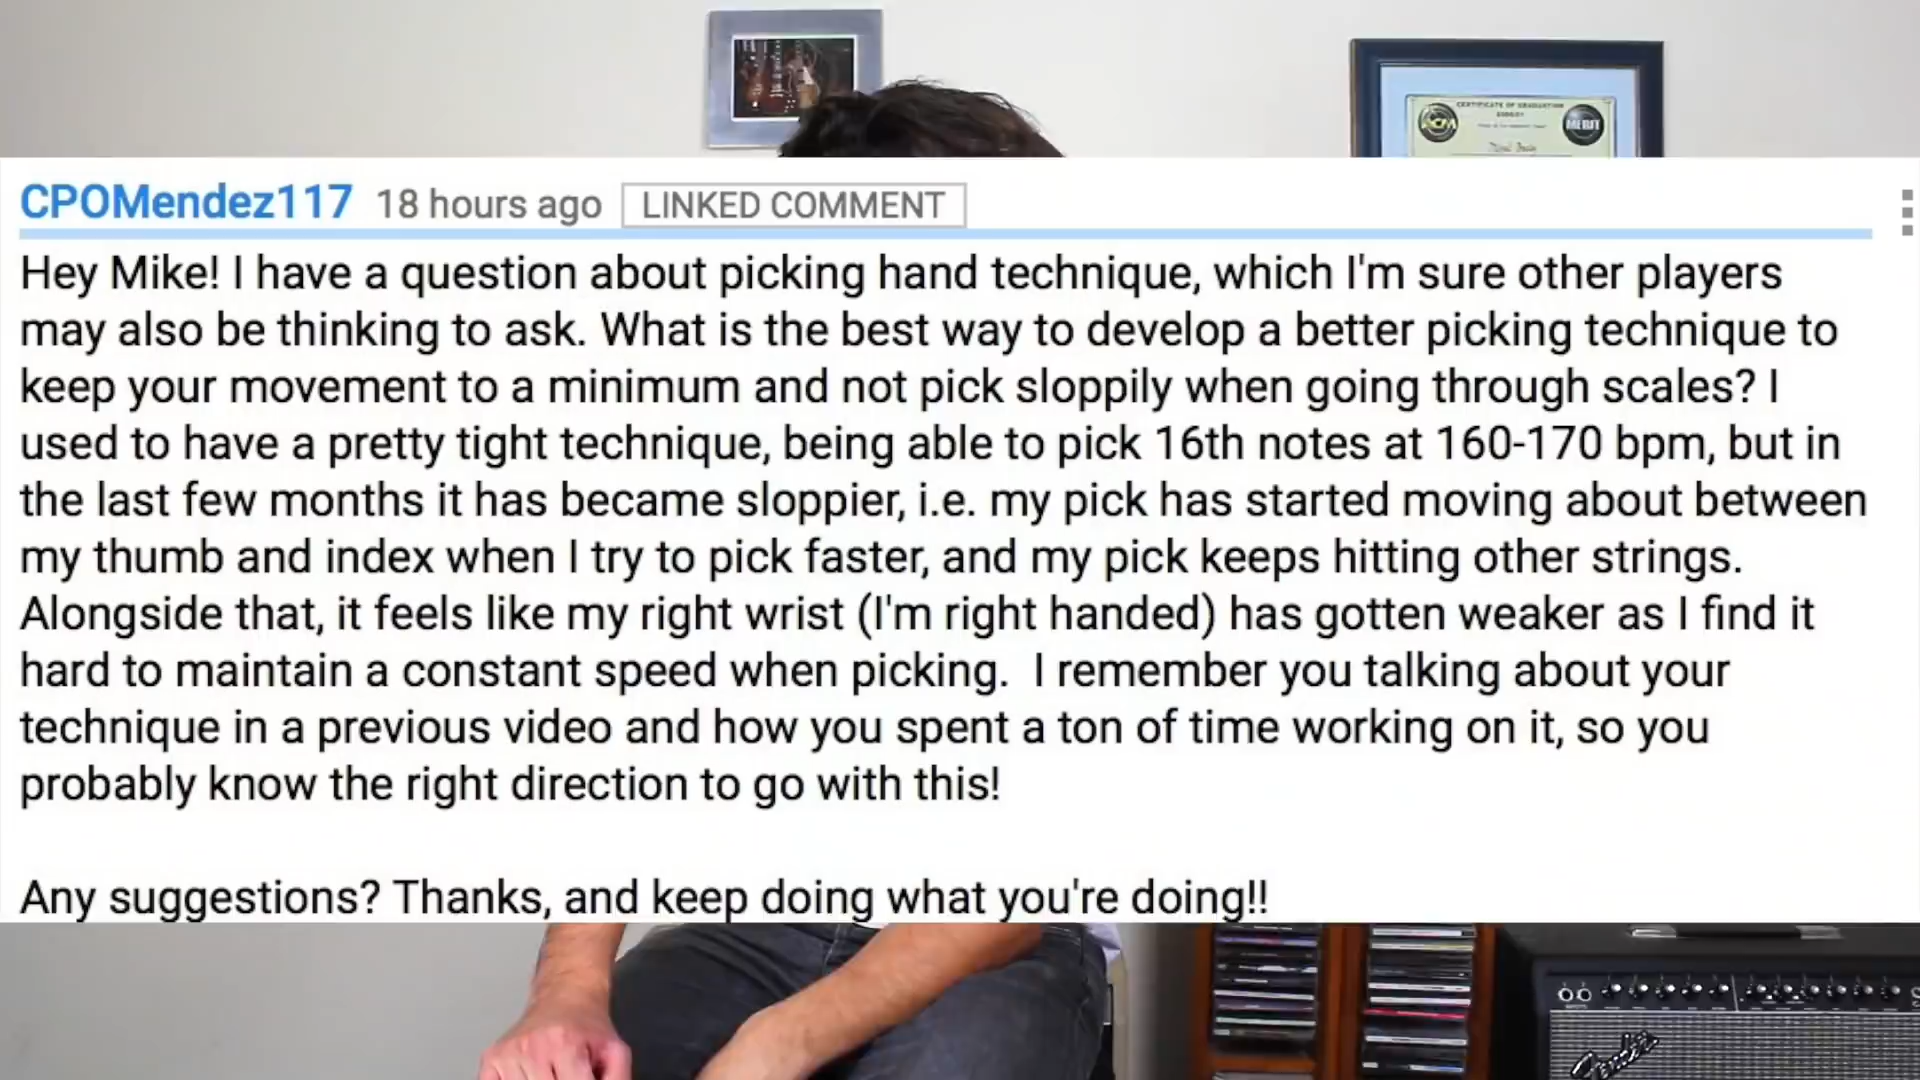 CERTIFICATE OF GRADUATION
ACM
MERIT
CPOMendez117 18 hours ago LINKED COMMENT
Hey Mike! I have a question about picking hand technique, which I'm sure other players
may also be thinking to ask. What is the best way to develop a better picking technique to
keep your movement to a minimum and not pick sloppily when going through scales? I
used to have a pretty tight technique, being able to pick 16th notes at 160-170 bpm, but in
the last few months it has became sloppier, i.e. my pick has started moving about between
my thumb and index when I try to pick faster, and my pick keeps hitting other strings.
Alongside that, it feels like my right wrist (I'm right handed) has gotten weaker as I find it
hard to maintain a constant speed when picking.  I remember you talking about your
technique in a previous video and how you spent a ton of time working on it, so you
probably know the right direction to go with this!
Any suggestions? Thanks, and keep doing what you're doing!!
Fender